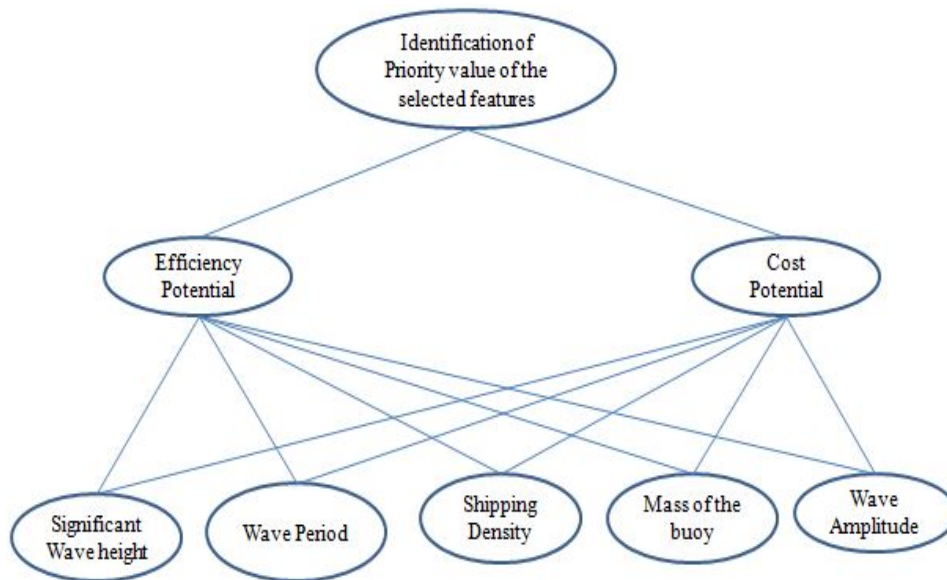 Identification of
Priority value of the
selected features
Efficiency
Potential
Cost
Potential
Significant
Wave height
Wave Period
Shipping
Density
Mass of the
buoy
Wave
Amplitude